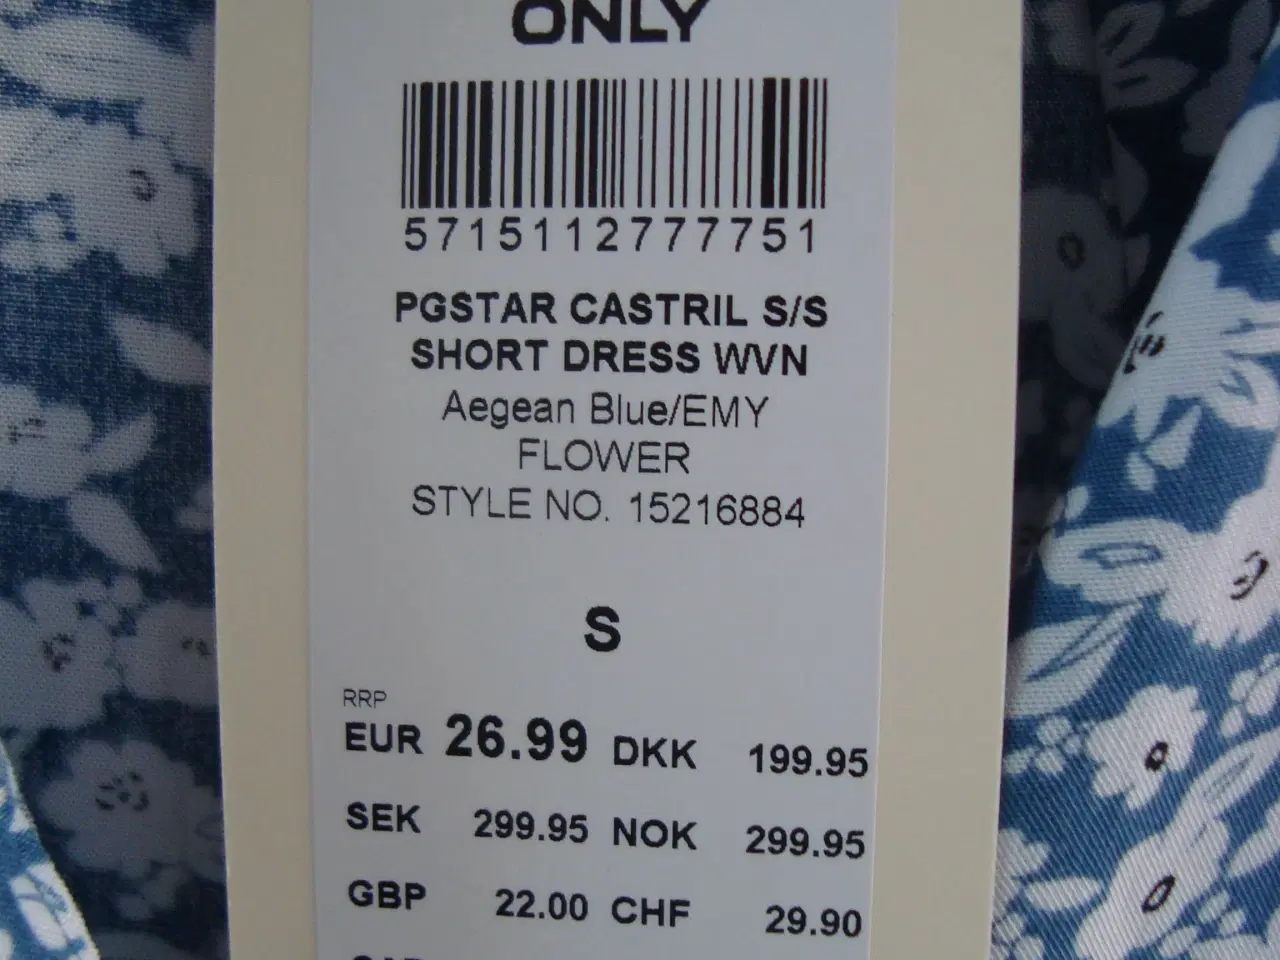 ONLY
5715112777751
PGSTAR CASTRIL S/S
SHORT DRESS WVN
Aegean Blue/EMY
FLOWER
STYLE NO. 15216884
S
RRP
EUR 26.99 DKK 199.95
SEK 299.95 NOK 299.95
GBP 22.00 CHF 29.90